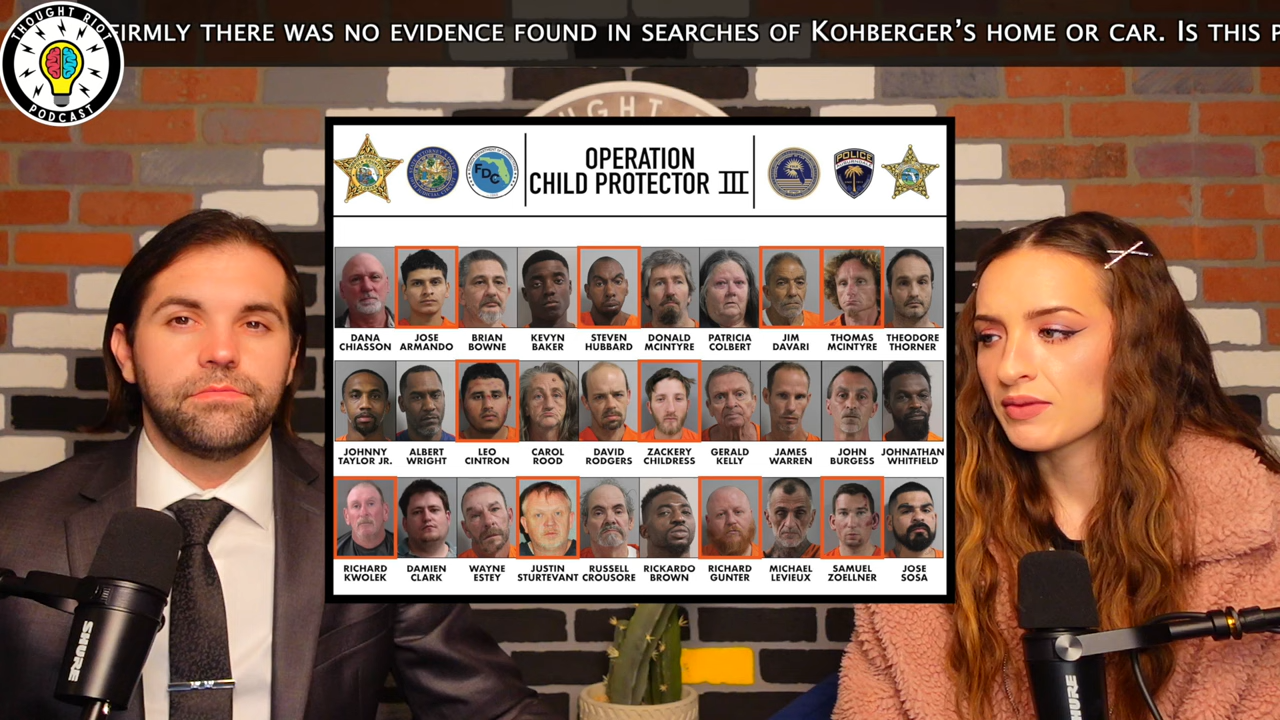 THOUGHT RIOT
PODCAST
FIRMLY THERE WAS NO EVIDENCE FOUND IN SEARCHES OF KOHBERGER'S HOME OR CAR. IS THIS P
OPERATION
CHILD PROTECTOR III
FDC
POLICE
DANA
CHIASSON
JOSE
ARMANDO
BRIAN
BOWNE
KEVYN
BAKER
STEVEN
HUBBARD
DONALD
MCINTYRE
PATRICIA
COLBERT
JIM
DAVARI
THOMAS
MCINTYRE
THEODORE
THORNER
JOHNNY
TAYLOR JR.
ALBERT
WRIGHT
LEO
CINTRON
CAROL
ROOD
DAVID
RODGERS
ZACKERY
CHILDRESS
GERALD
KELLY
JAMES
WARREN
JOHN
BURGESS
JOHNATHAN
WHITFIELD
RICHARD
KWOLEK
DAMIEN
CLARK
WAYNE
ESTEY
JUSTIN
STURTEVANT
RUSSELL
CROUSORE
RICKARDO
BROWN
RICHARD
GUNTER
MICHAEL
LEVIEUX
SAMUEL
ZOELLNER
JOSE
SOSA
SHURE